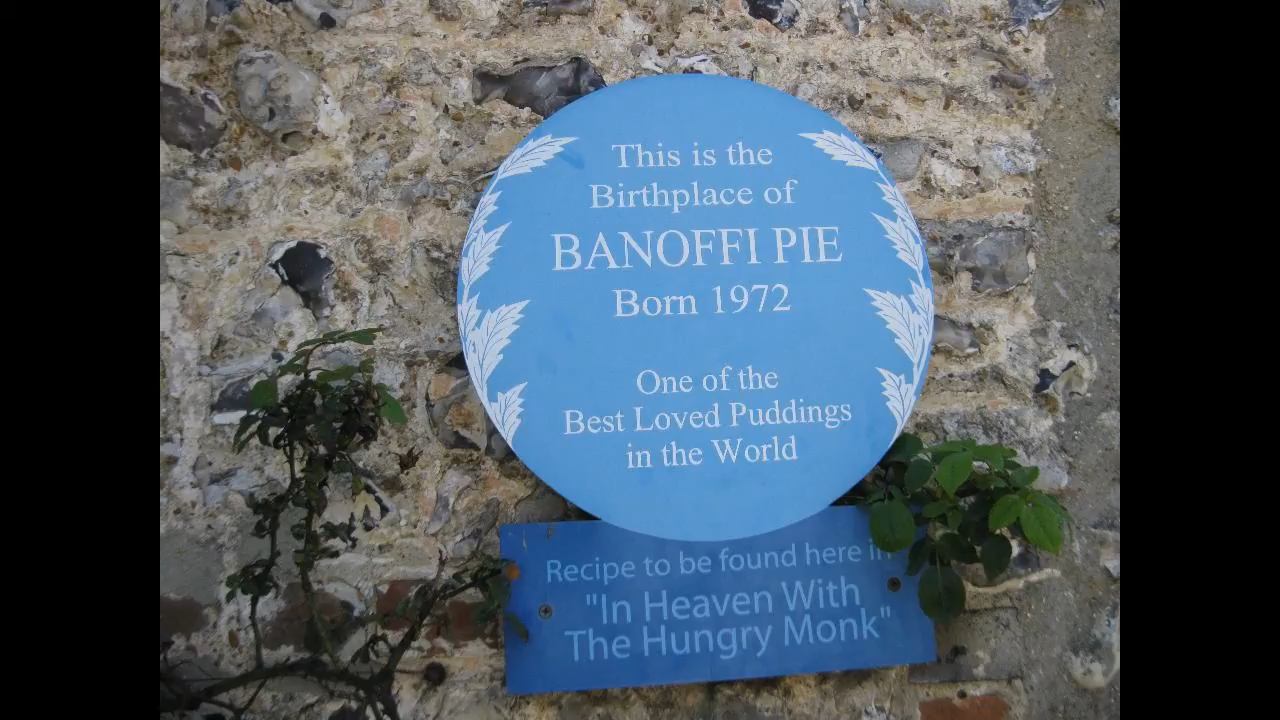 This is the
Birthplace of
BANOFFI PIE
Born 1972
One of the
Best Loved Puddings
in the World
Recipe to be found here in
"In Heaven With
The Hungry Monk"